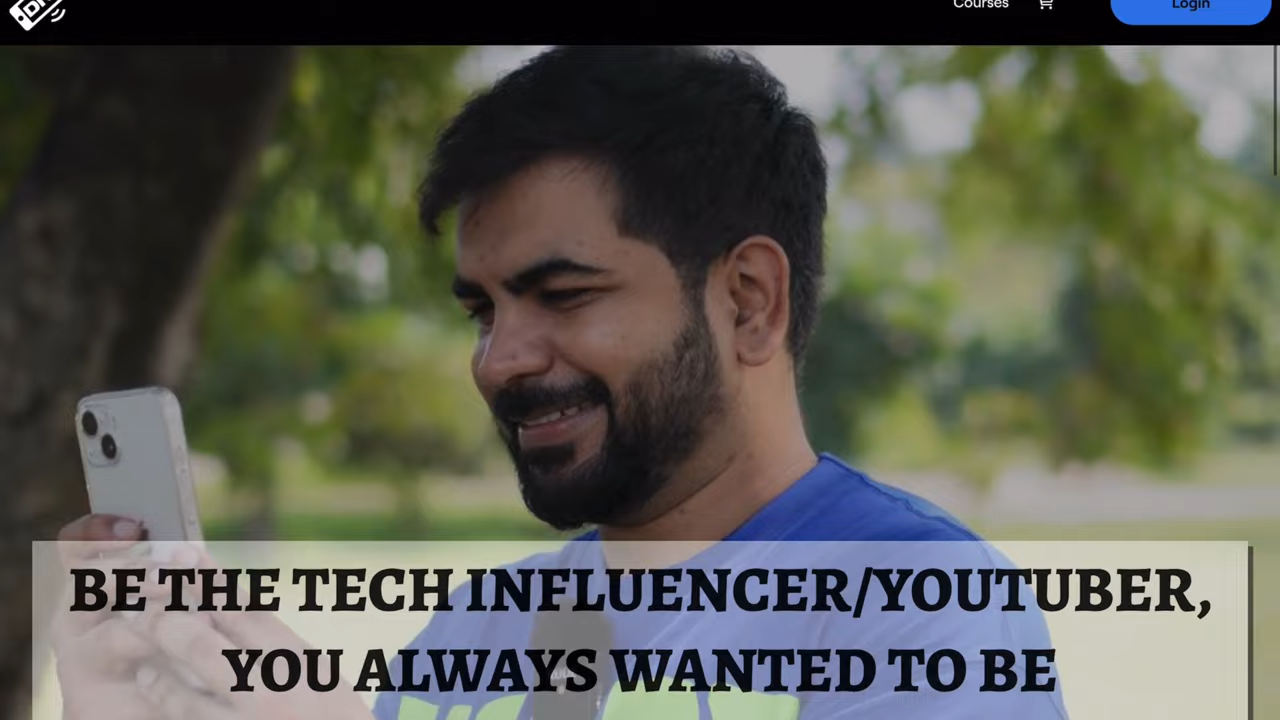 Courses
Login
BE THE TECH INFLUENCER/YOUTUBER,
YOU ALWAYS WANTED TO BE